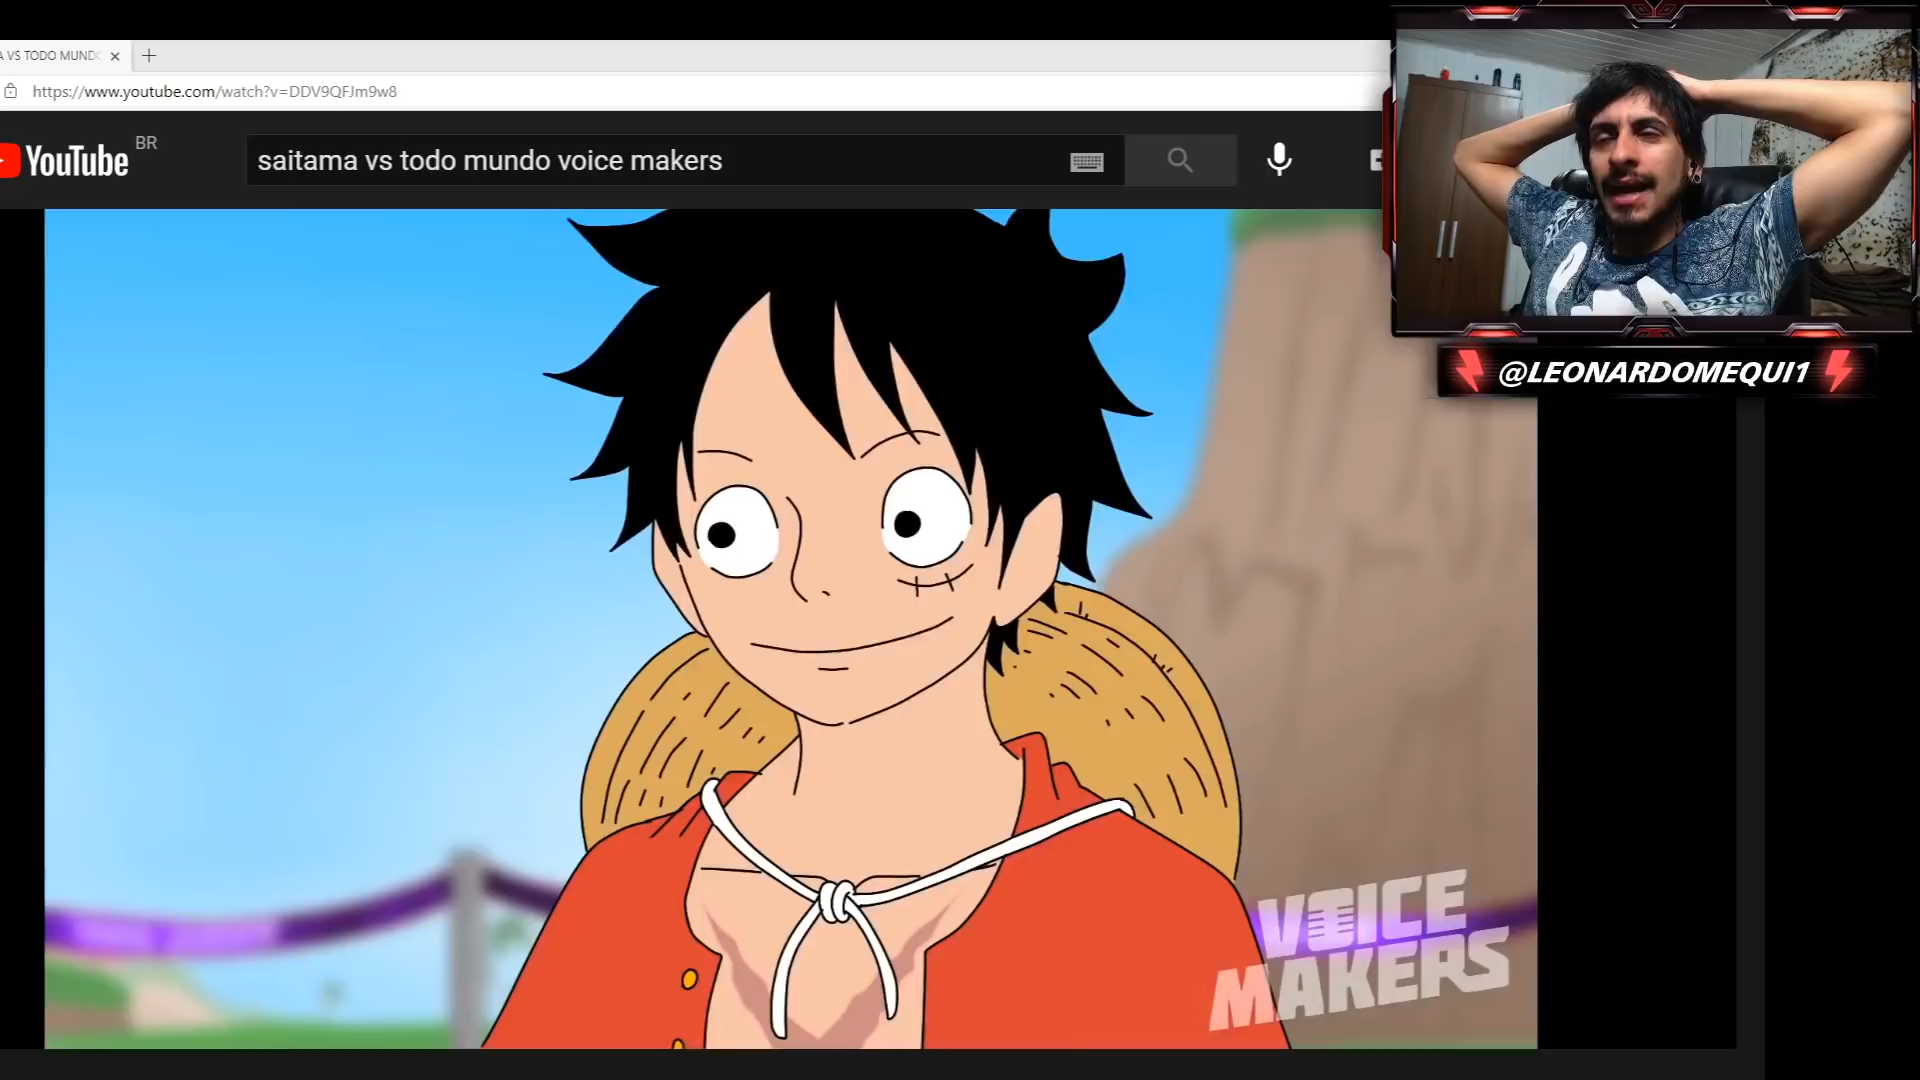 A VS TODO MUNDO
https://www.youtube.com/watch?v=DDV9QFJm9w8
YouTube BR
saitama vs todo mundo voice makers
@LEONARDOMEQUI1
VOICE
MAKERS